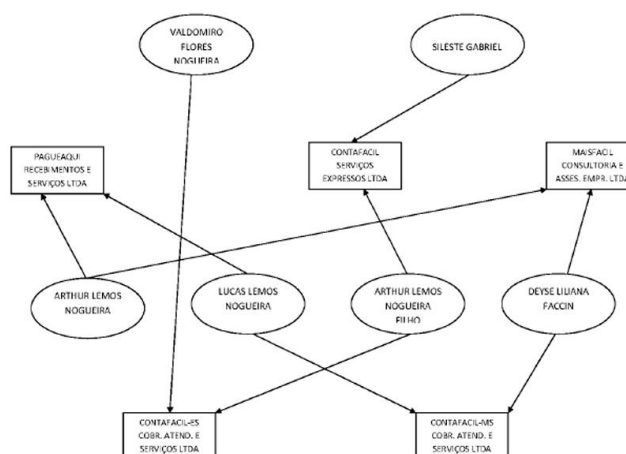 VALDOMIRO
FLORES
NOGUEIRA
SILESTE GABRIEL
PAGUEAQUI
RECEBIMENTOS E
SERVIÇOS LTDA
CONTAFACIL
SERVIÇOS
EXPRESSOS LTDA
MAISFACIL
CONSULTORIA E
ASSES. EMPR. LTDA
ARTHUR LEMOS
NOGUEIRA
LUCAS LEMOS
NOGUEIRA
ARTHUR LEMOS
NOGUEIRA
FILHO
DEYSE LILIANA
FACCIN
CONTAFACIL-ES
COBR. ATEND. E
SERVIÇOS LTDA
CONTAFACIL-MS
COBR. ATEND. E
SERVIÇOS LTDA